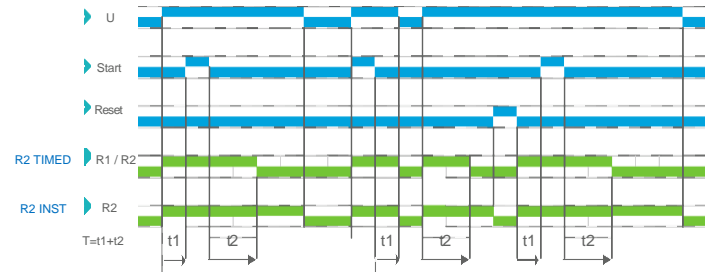 U
Start
Reset
R2 TIMED R1 / R2
R2 INST R2
T=t1+t2 t1 t2 t1 t2 t1 t2